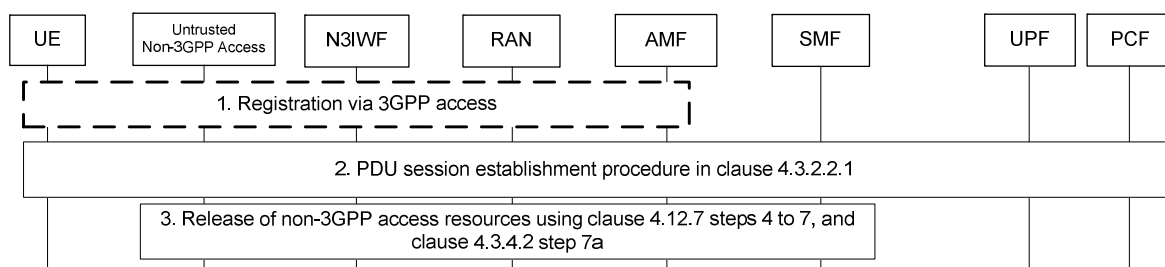 UE
Untrusted
Non-3GPP Access
N3IWF
RAN
AMF
SMF
UPF
PCF
1. Registration via 3GPP access
2. PDU session establishment procedure in clause 4.3.2.2.1
3. Release of non-3GPP access resources using clause 4.12.7 steps 4 to 7, and
clause 4.3.4.2 step 7a